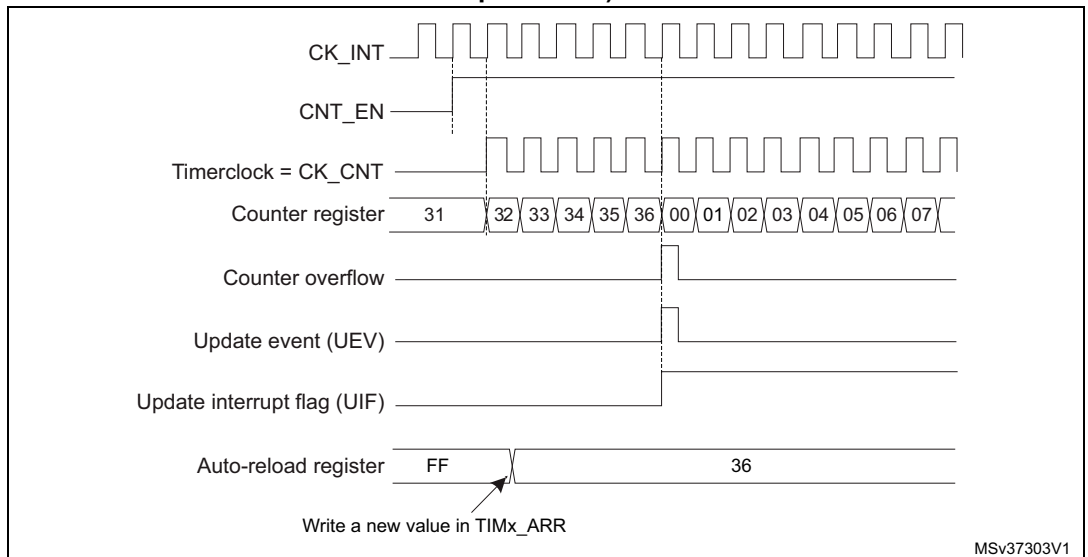 CK_INT
CNT_EN
Timerclock = CK_CNT
Counter register 31 32 33 34 35 36 00 01 02 03 04 05 06 07
Counter overflow
Update event (UEV)
Update interrupt flag (UIF)
Auto-reload register FF 36
Write a new value in TIMx_ARR
MSv37303V1